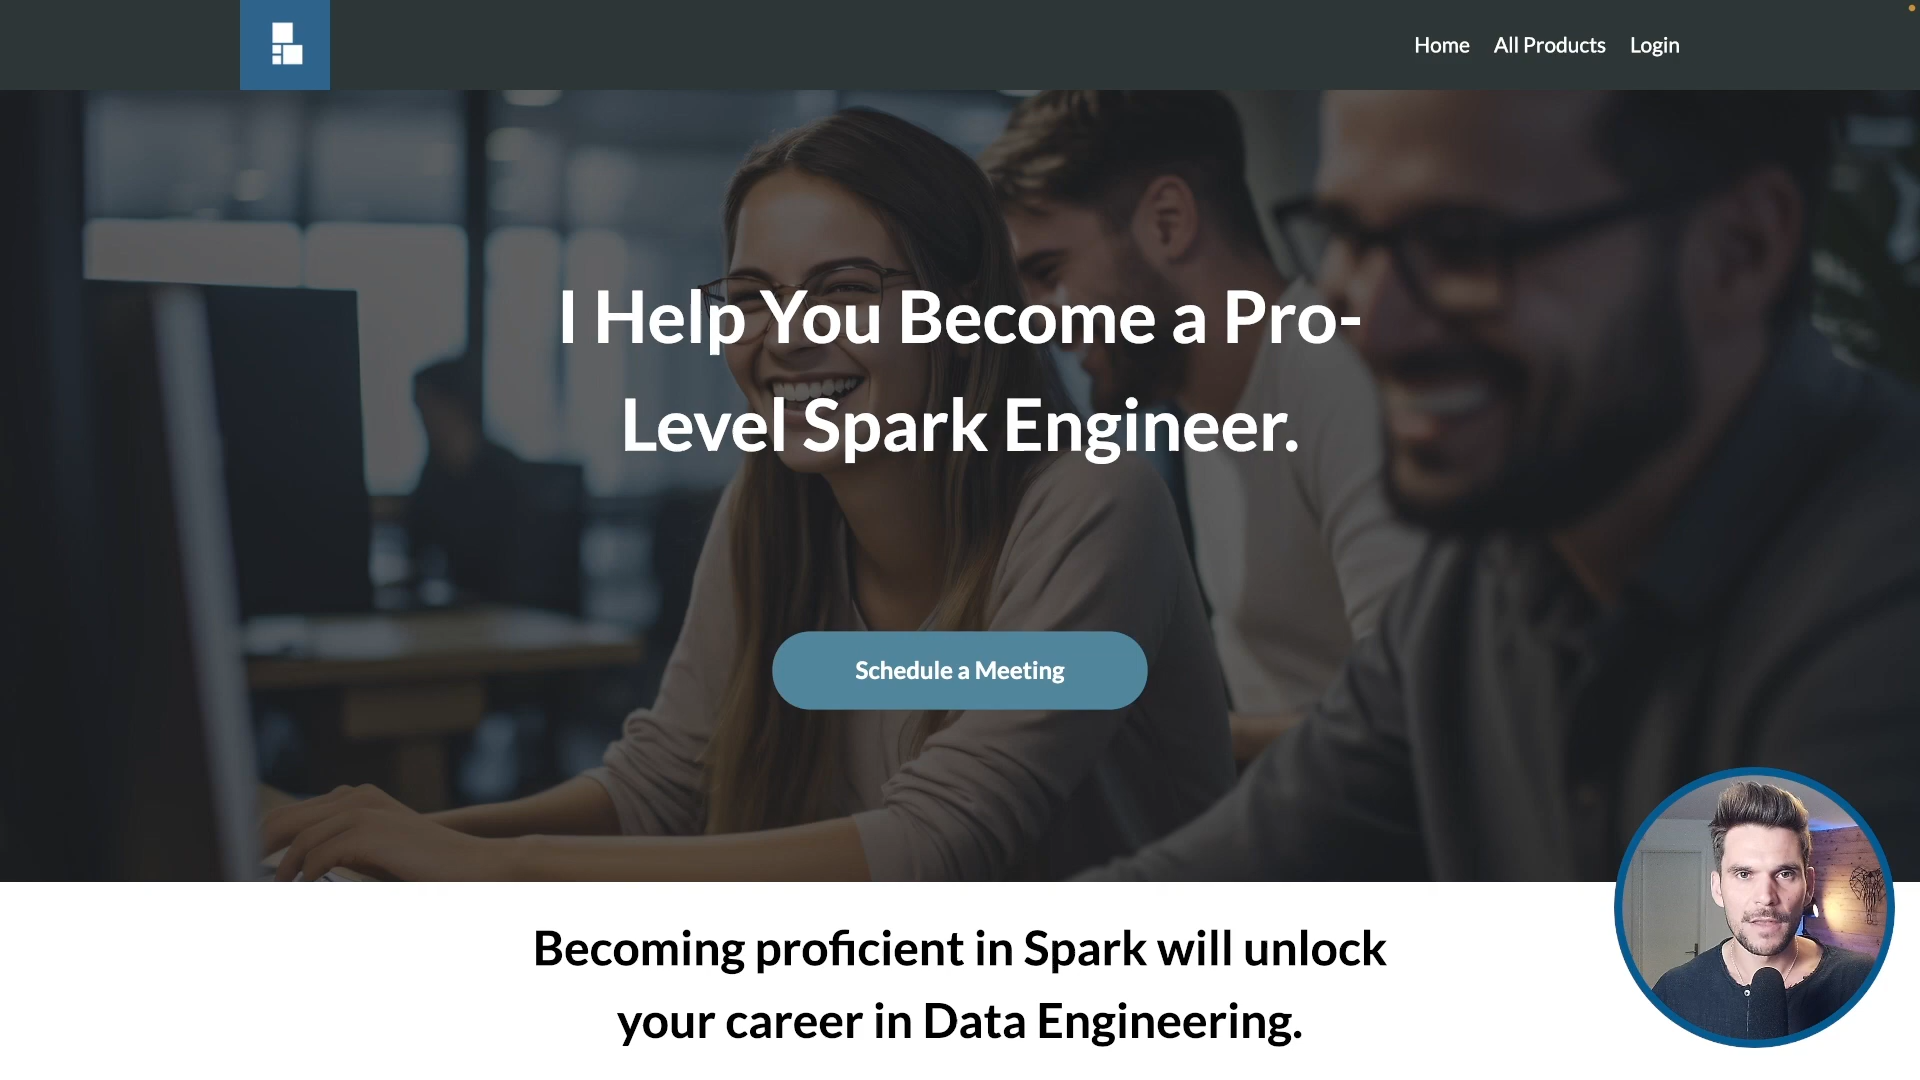 Home All Products Login
I Help You Become a Pro-
Level Spark Engineer.
Schedule a Meeting
Becoming proficient in Spark will unlock
your career in Data Engineering.